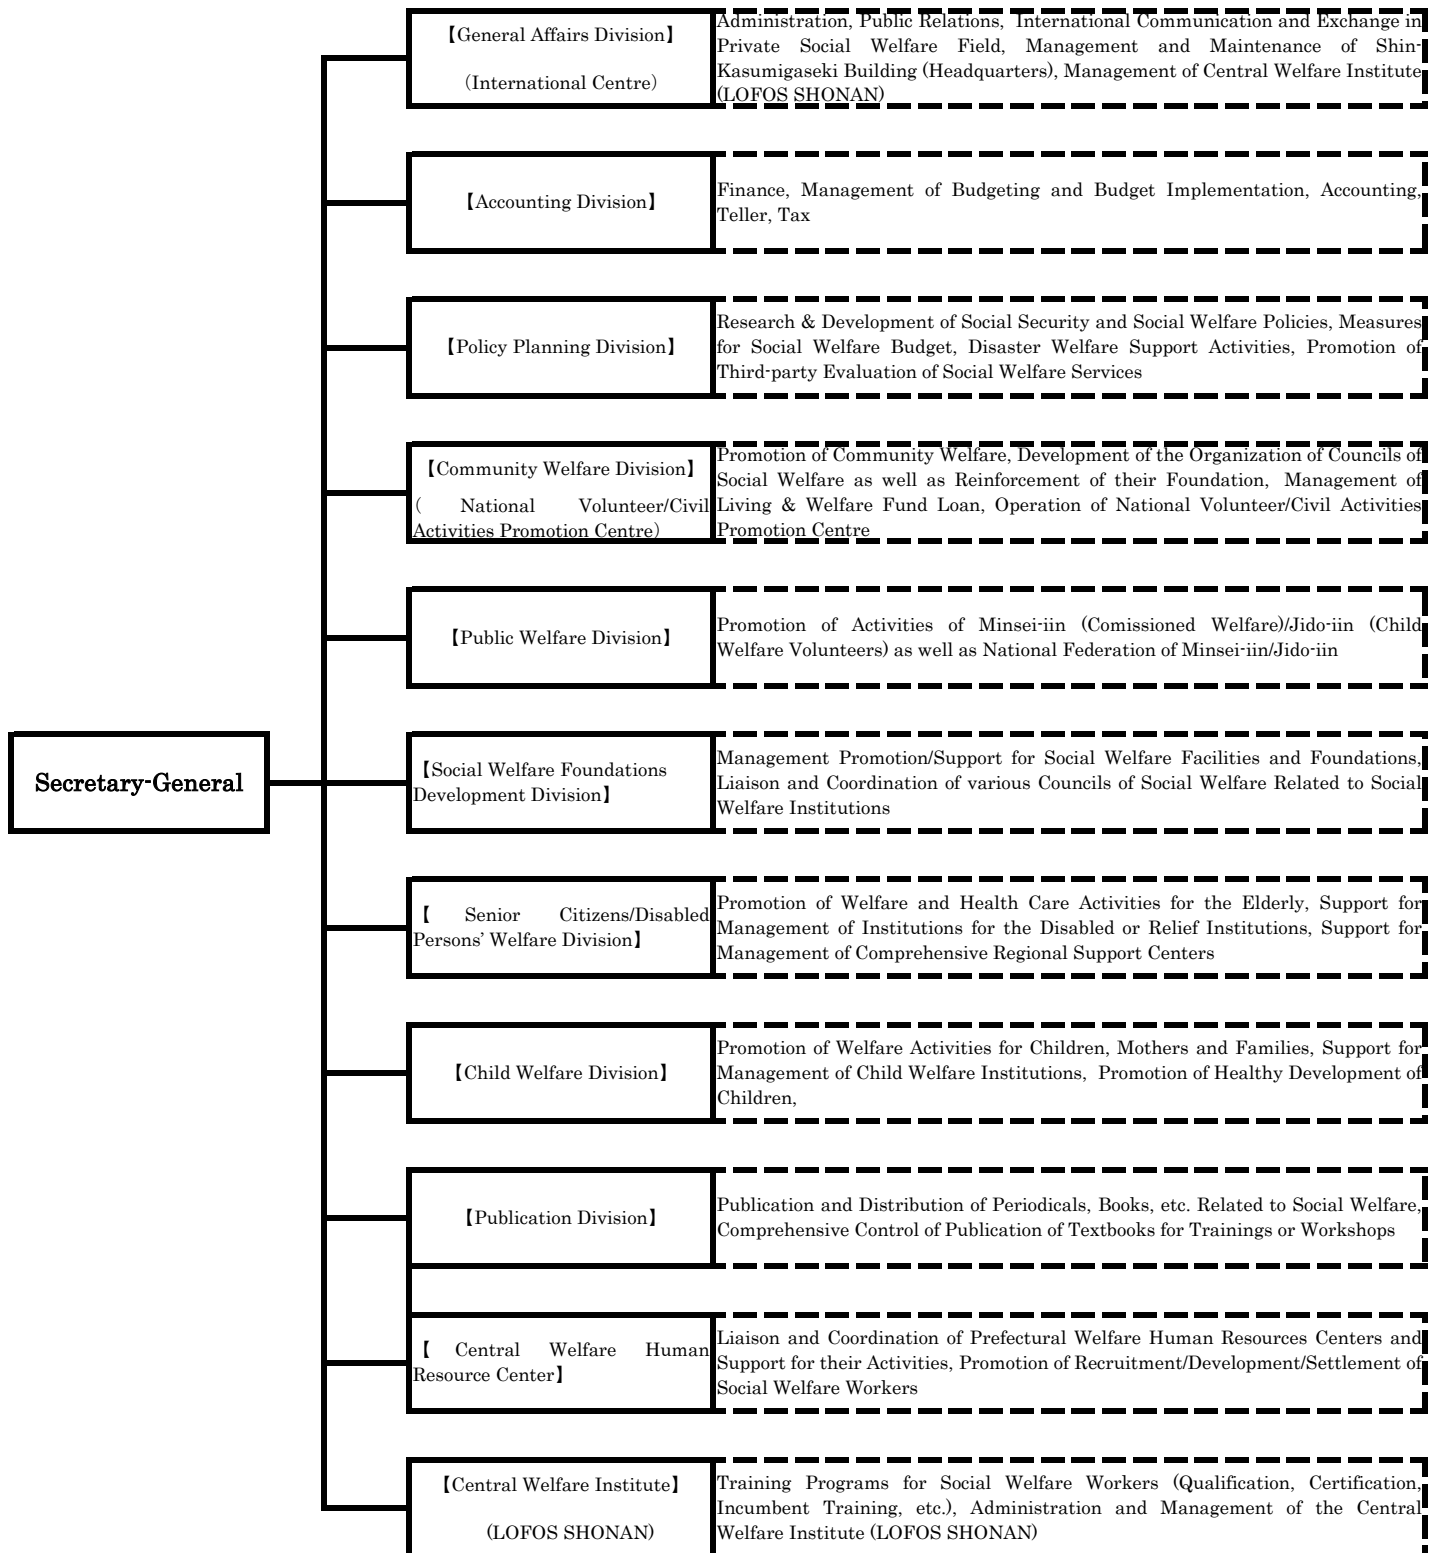 【General Affairs Division】
(International Centre)
Administration, Public Relations, International Communication and Exchange in
Private Social Welfare Field, Management and Maintenance of Shin-
Kasumigaseki Building (Headquarters), Management of Central Welfare Institute
(LOFOS SHONAN)
【Accounting Division】
Finance, Management of Budgeting and Budget Implementation, Accounting,
Teller, Tax
【Policy Planning Division】
Research & Development of Social Security and Social Welfare Policies, Measures
for Social Welfare Budget, Disaster Welfare Support Activities, Promotion of
Third-party Evaluation of Social Welfare Services
【Community Welfare Division】
( National Volunteer/Civil
Activities Promotion Centre)
Promotion of Community Welfare, Development of the Organization of Councils of
Social Welfare as well as Reinforcement of their Foundation, Management of
Living & Welfare Fund Loan, Operation of National Volunteer/Civil Activities
Promotion Centre
【Public Welfare Division】
Promotion of Activities of Minsei-iin (Comissioned Welfare)/Jido-iin (Child
Welfare Volunteers) as well as National Federation of Minsei-iin/Jido-iin
Secretary-General
【Social Welfare Foundations
Development Division】
Management Promotion/Support for Social Welfare Facilities and Foundations,
Liaison and Coordination of various Councils of Social Welfare Related to Social
Welfare Institutions
【 Senior Citizens/Disabled
Persons' Welfare Division】
Promotion of Welfare and Health Care Activities for the Elderly, Support for
Management of Institutions for the Disabled or Relief Institutions, Support for
Management of Comprehensive Regional Support Centers
【Child Welfare Division】
Promotion of Welfare Activities for Children, Mothers and Families, Support for
Management of Child Welfare Institutions, Promotion of Healthy Development of
Children,
【Publication Division】
Publication and Distribution of Periodicals, Books, etc. Related to Social Welfare,
Comprehensive Control of Publication of Textbooks for Trainings or Workshops
【 Central Welfare Human
Resource Center】
Liaison and Coordination of Prefectural Welfare Human Resources Centers and
Support for their Activities, Promotion of Recruitment/Development/Settlement of
Social Welfare Workers
【Central Welfare Institute】
(LOFOS SHONAN)
Training Programs for Social Welfare Workers (Qualification, Certification,
Incumbent Training, etc.), Administration and Management of the Central
Welfare Institute (LOFOS SHONAN)